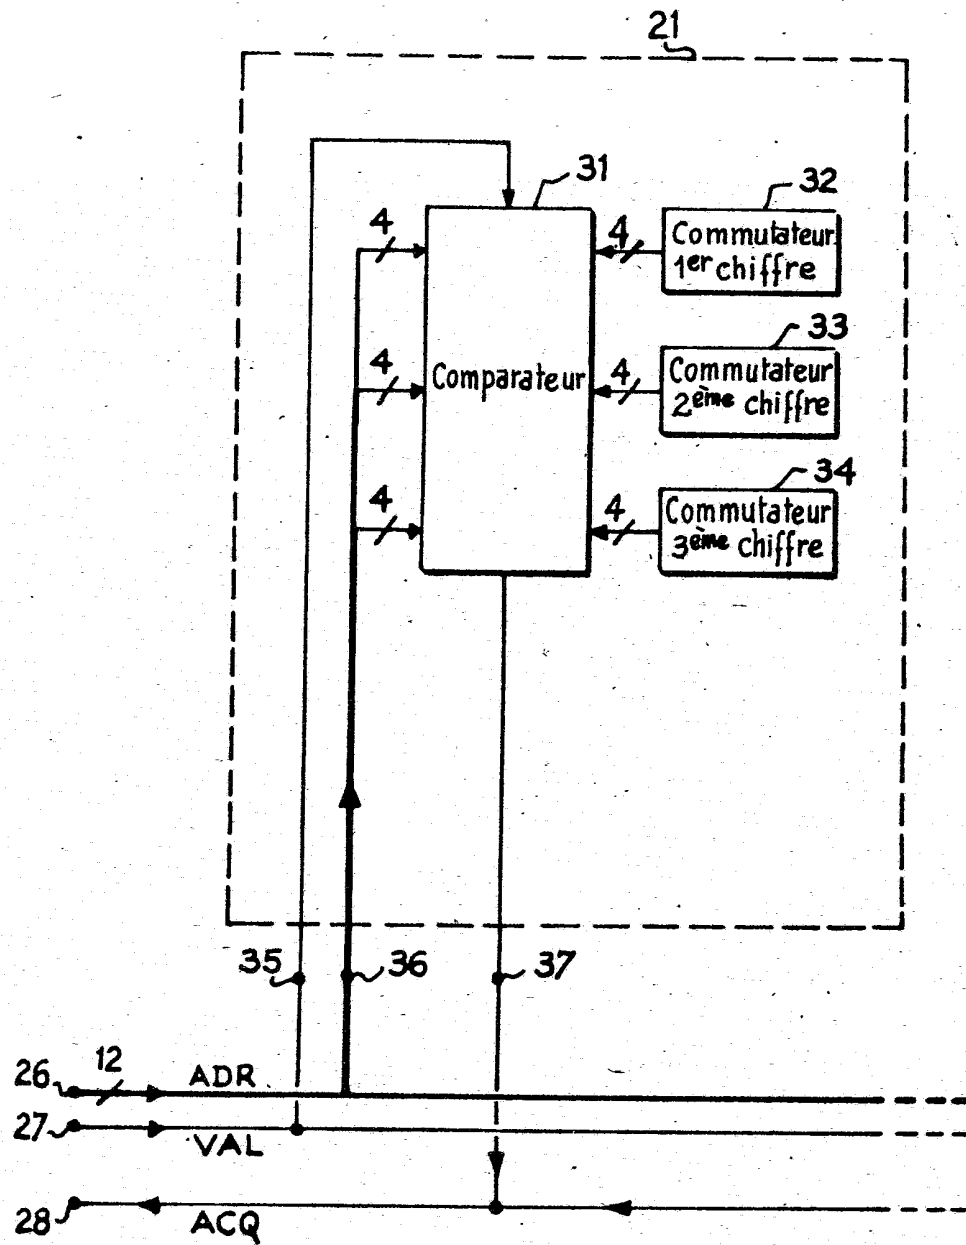 21
31
32
4
4
Commutateur
1er chiffre
33
4
Comparateur
4
Commutateur
2ème chiffre
34
4
4
Commutateur
3ème chiffre
35
36
37
26
12
ADR
27
VAL
28
ACQ